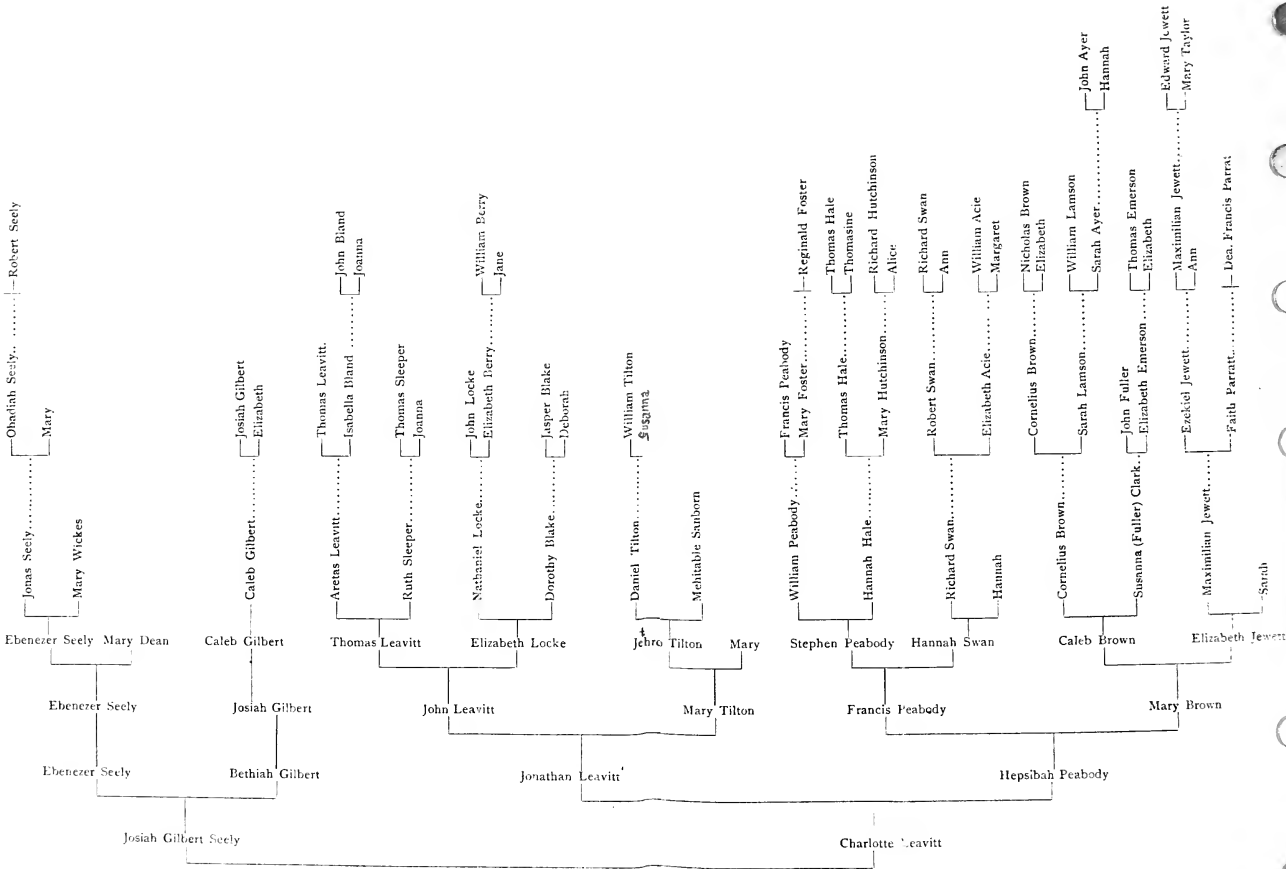 John Ayer
Hannah
Edward Jewett
Mary Taylor
Robert Seely
John Bland
Joanna
William Berry
Jane
Reginald Foster
Thomas Hale
Thomasine
Richard Hutchinson
Alice
Richard Swan
Ann
William Acie
Margaret
Nicholas Brown
Elizabeth
William Lamson
Sarah Ayer
Thomas Emerson
Elizabeth
Maximilian Jewett
Ann
Dea. Francis Parrat
Obadiah Seely
Mary
Josiah Gilbert
Elizabeth
Thomas Leavitt.
Isabella Bland
Thomas Sleeper
Joanna
John Locke
Elizabeth Berry
Jasper Blake
Deborah
William Tilton
Susanna
Francis Peabody
Mary Foster
Thomas Hale
Mary Hutchinson
Robert Swan
Elizabeth Acie
Cornelius Brown
Sarah Lamson
John Fuller
Elizabeth Emerson
Ezekiel Jewett
Faith Parratt
Jonas Seely
Mary Wickes
Caleb Gilbert
Aretas Leavitt
Ruth Sleeper
Nathaniel Locke
Dorothy Blake
Daniel Tilton
Mehitable Sanborn
William Peabody
Hannah Hale
Richard Swan
Hannah
Cornelius Brown
Susanna (Fuller) Clark
Maximilian Jewett
Sarah
Ebenezer Seely Mary Dean Caleb Gilbert Thomas Leavitt Elizabeth Locke Jethro Tilton Mary Stephen Peabody Hannah Swan Caleb Brown Elizabeth Jewett
Ebenezer Seely Josiah Gilbert John Leavitt Mary Tilton Francis Peabody Mary Brown
Ebenezer Seely Bethiah Gilbert Jonathan Leavitt Hepsibah Peabody
Josiah Gilbert Seely Charlotte Leavitt